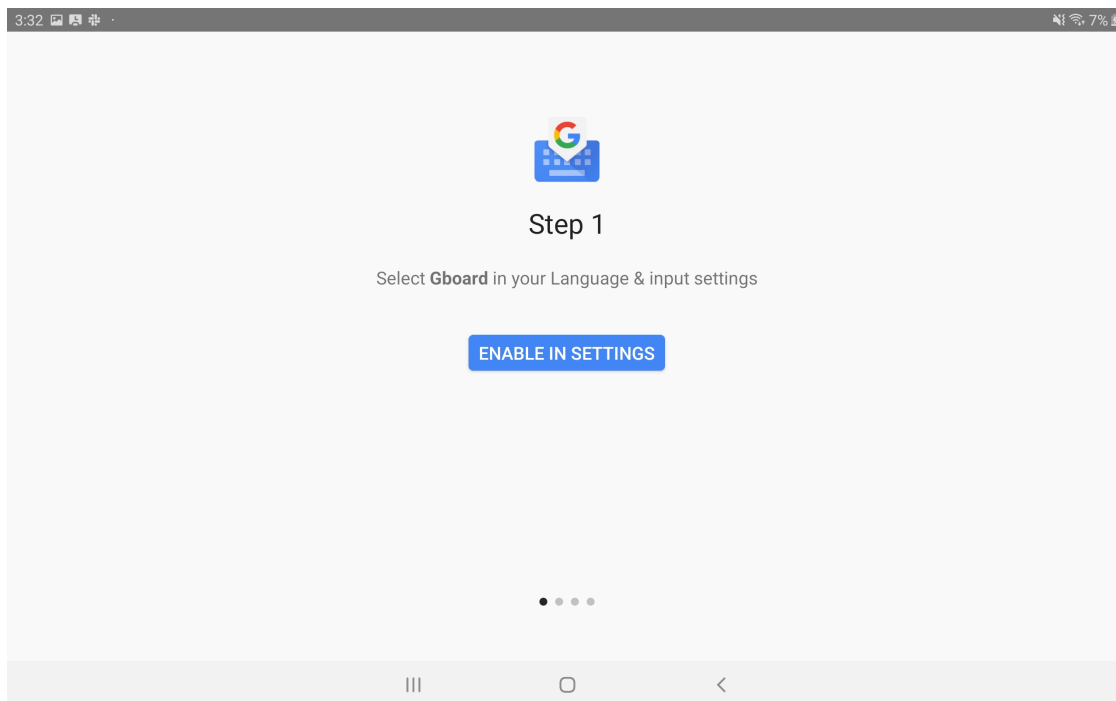 3:32
7%
Step 1
Select Gboard in your Language & input settings
ENABLE IN SETTINGS